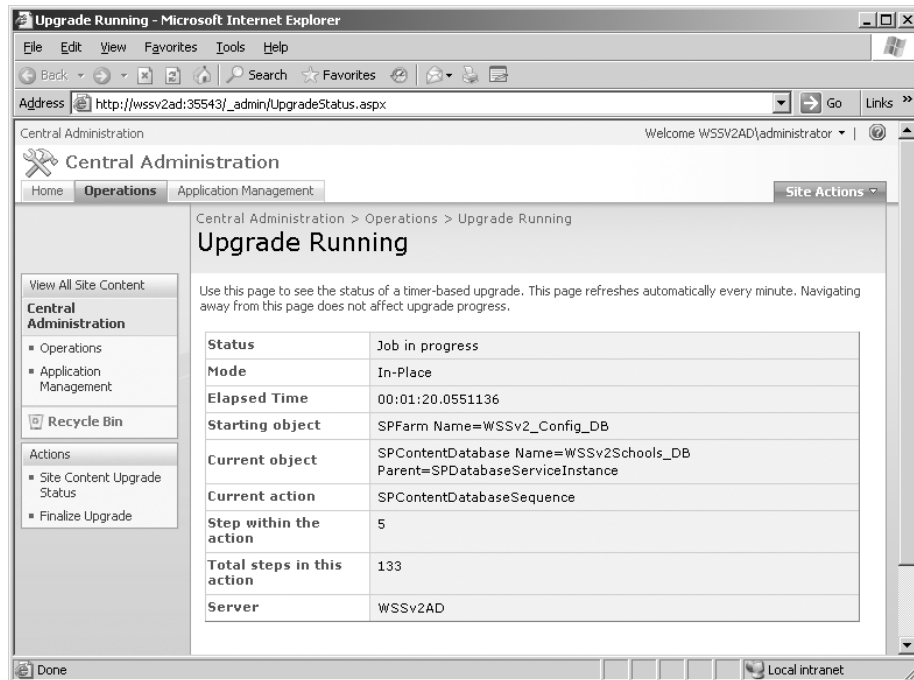 Upgrade Running - Microsoft Internet Explorer
File Edit View Favorites Tools Help
Back Search Favorites
Address http://wssv2ad:35543/_admin/UpgradeStatus.aspx Go Links »
Central Administration Welcome WSSV2AD\administrator
Central Administration
Home Operations Application Management Site Actions
Central Administration > Operations > Upgrade Running
Upgrade Running
View All Site Content
Central
Administration
Operations
Application
Management
Recycle Bin
Actions
Site Content Upgrade
Status
Finalize Upgrade
Use this page to see the status of a timer-based upgrade. This page refreshes automatically every minute. Navigating
away from this page does not affect upgrade progress.
Status Job in progress
Mode In-Place
Elapsed Time 00:01:20.0551136
Starting object SPFarm Name=WSSv2_Config_DB
Current object SPContentDatabase Name=WSSv2Schools_DB
Parent=SPDatabaseServiceInstance
Current action SPContentDatabaseSequence
Step within the
action 5
Total steps in this
action 133
Server WSSv2AD
Done Local intranet